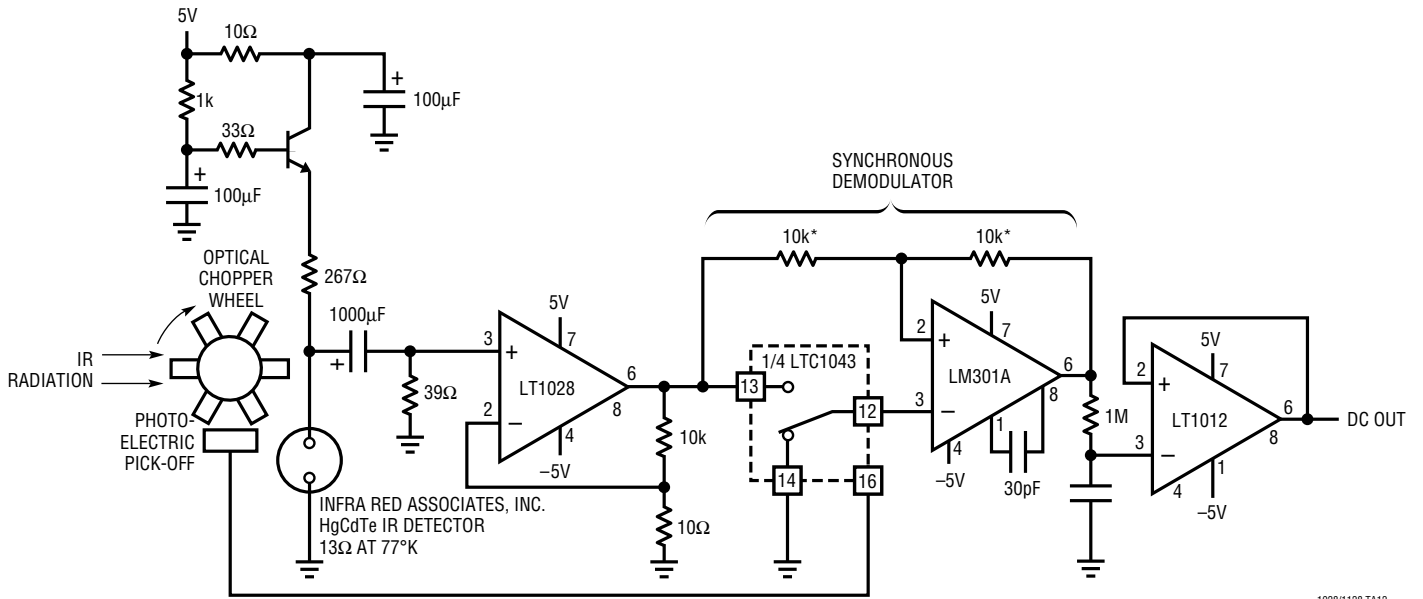 5V
10Ω
1k
33Ω
+
100µF
+
100µF
267Ω
OPTICAL
CHOPPER
WHEEL
IR
RADIATION
PHOTO-
ELECTRIC
PICK-OFF
1000µF
+
39Ω
INFRA RED ASSOCIATES, INC.
HgCdTe IR DETECTOR
13Ω AT 77°K
5V
7
3
+
2
–
LT1028
6
8
4
–5V
10k
10Ω
SYNCHRONOUS
DEMODULATOR
10k*
10k*
1/4 LTC1043
13
12
14
16
5V
7
2
+
3
–
LM301A
6
8
1
4
–5V
30pF
1M
5V
7
2
+
3
–
LT1012
6
8
1
4
–5V
DC OUT